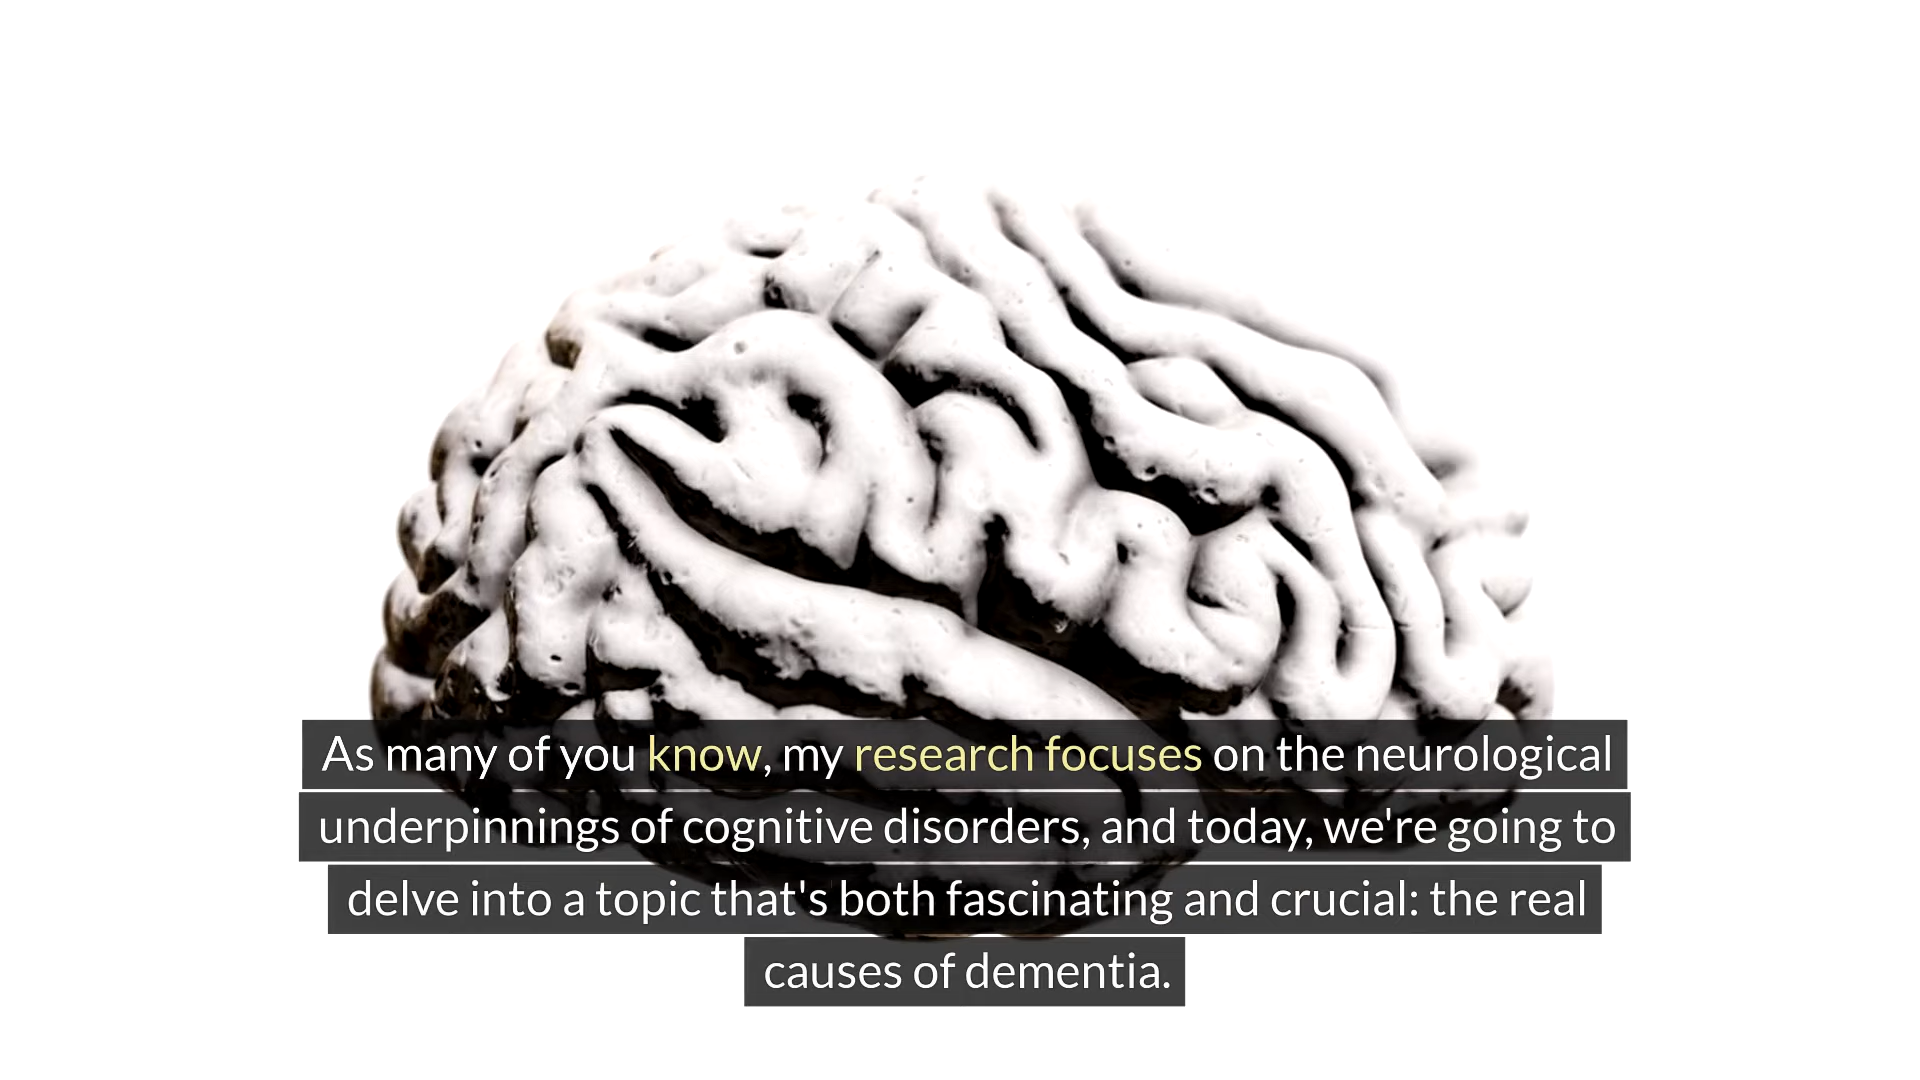 As many of you know, my research focuses on the neurological
underpinnings of cognitive disorders, and today, we're going to
delve into a topic that's both fascinating and crucial: the real
causes of dementia.